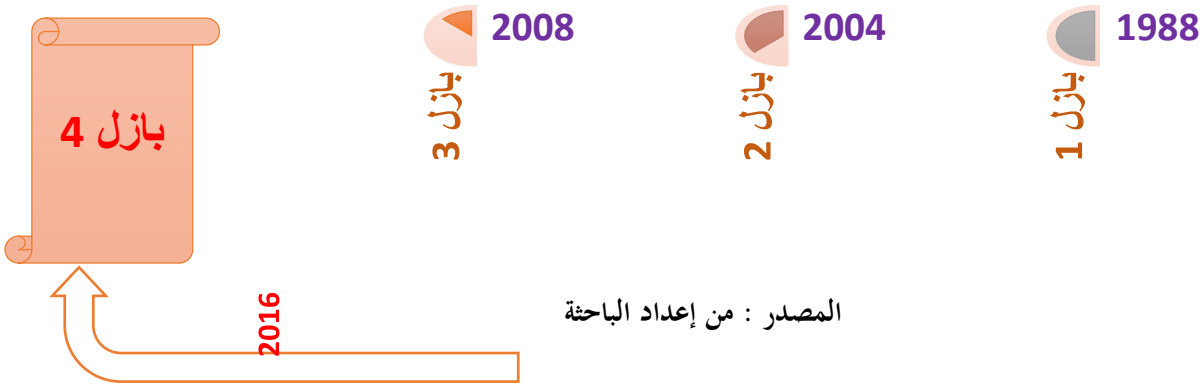 1988
بازل 1
2004
بازل 2
2008
بازل 3
بازل 4
2016
المصدر : من إعداد الباحثة